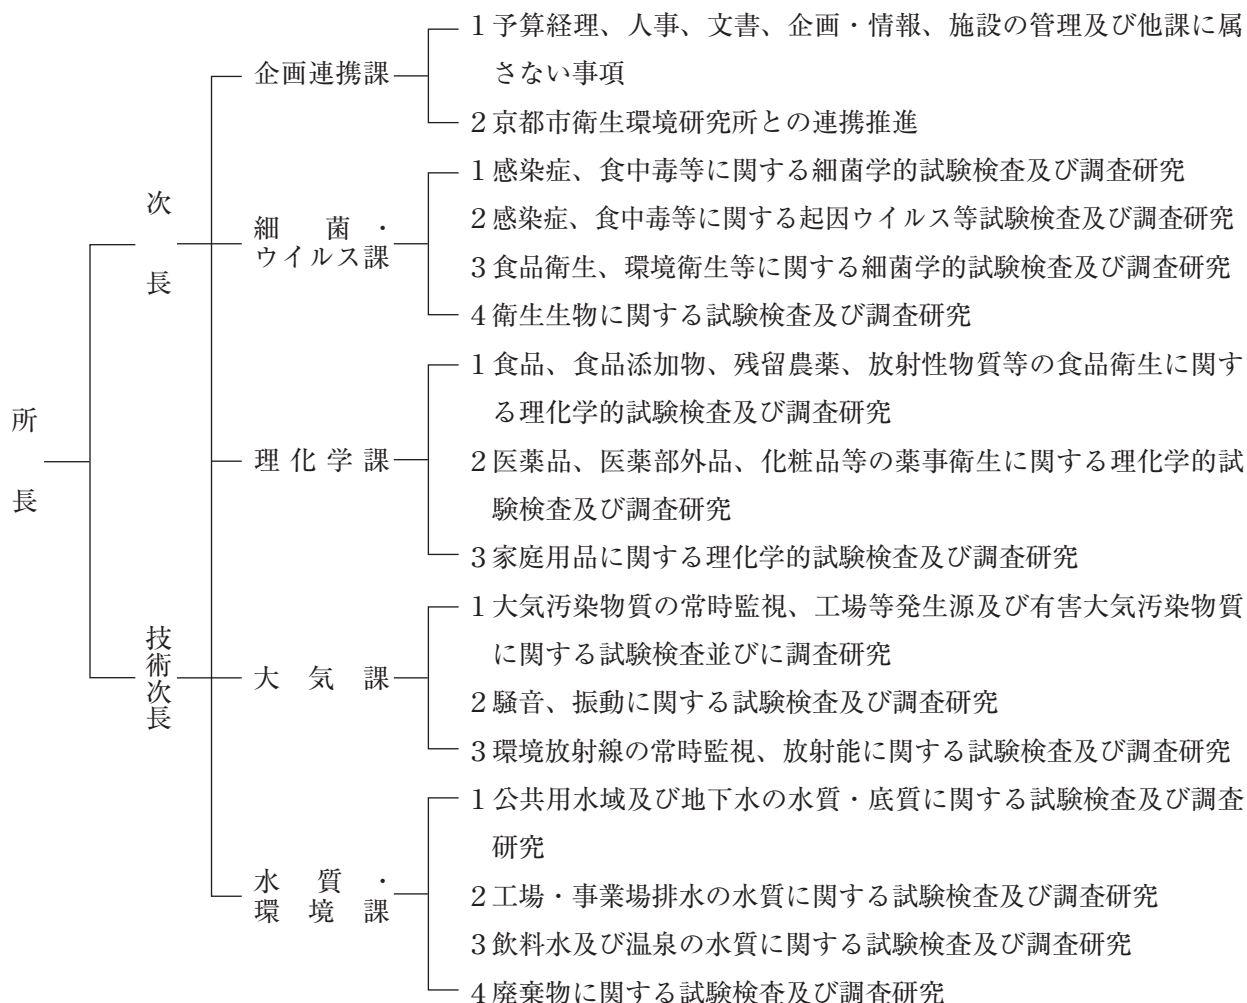 所長
次長
技術次長
企画連携課
1 予算経理、人事、文書、企画・情報、施設の管理及び他課に属
さない事項
2 京都市衛生環境研究所との連携推進
細菌・
ウイルス課
1 感染症、食中毒等に関する細菌学的試験検査及び調査研究
2 感染症、食中毒等に関する起因ウイルス等試験検査及び調査研究
3 食品衛生、環境衛生等に関する細菌学的試験検査及び調査研究
4 衛生生物に関する試験検査及び調査研究
理化学課
1 食品、食品添加物、残留農薬、放射性物質等の食品衛生に関す
る理化学的試験検査及び調査研究
2 医薬品、医薬部外品、化粧品等の薬事衛生に関する理化学的試
験検査及び調査研究
3 家庭用品に関する理化学的試験検査及び調査研究
大気課
1 大気汚染物質の常時監視、工場等発生源及び有害大気汚染物質
に関する試験検査並びに調査研究
2 騒音、振動に関する試験検査及び調査研究
3 環境放射線の常時監視、放射能に関する試験検査及び調査研究
水質・
環境課
1 公共用水域及び地下水の水質・底質に関する試験検査及び調査
研究
2 工場・事業場排水の水質に関する試験検査及び調査研究
3 飲料水及び温泉の水質に関する試験検査及び調査研究
4 廃棄物に関する試験検査及び調査研究